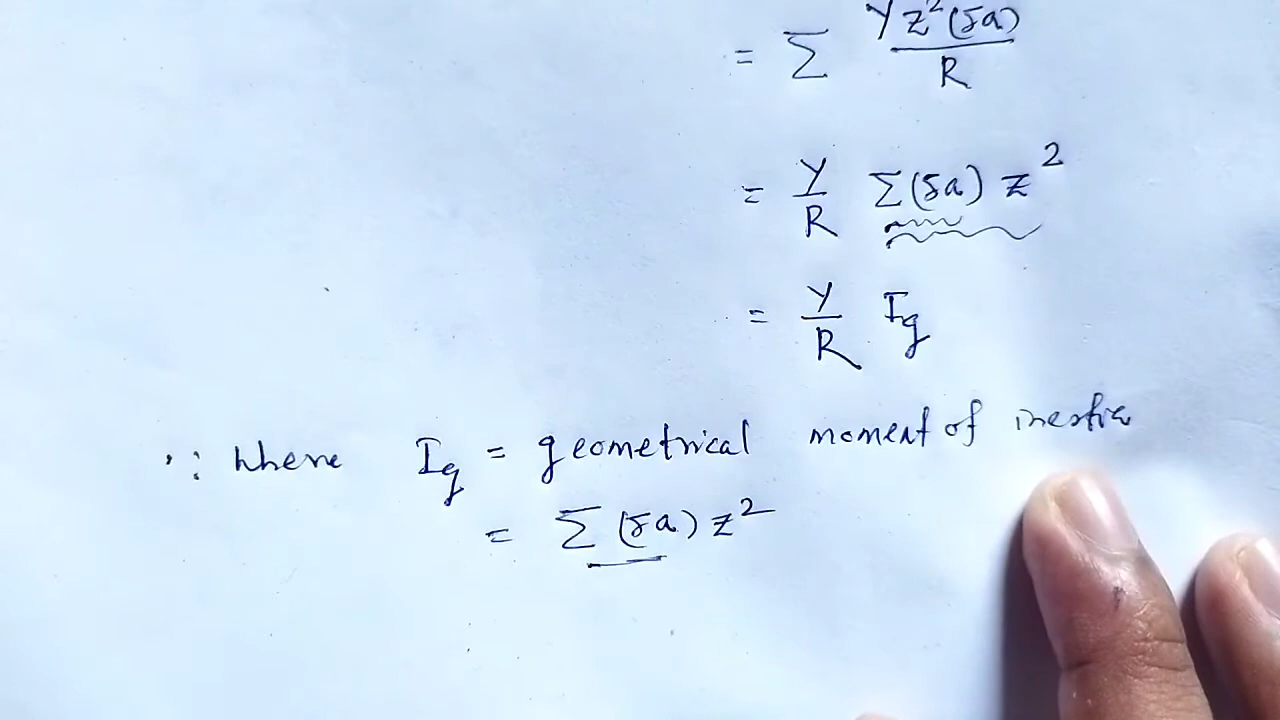 = Σ Yz²(δa)/R
= Y/R Σ(δa) z²
= Y/R Ig
∵ where Ig = geometrical moment of inertia
= Σ (δa) z²